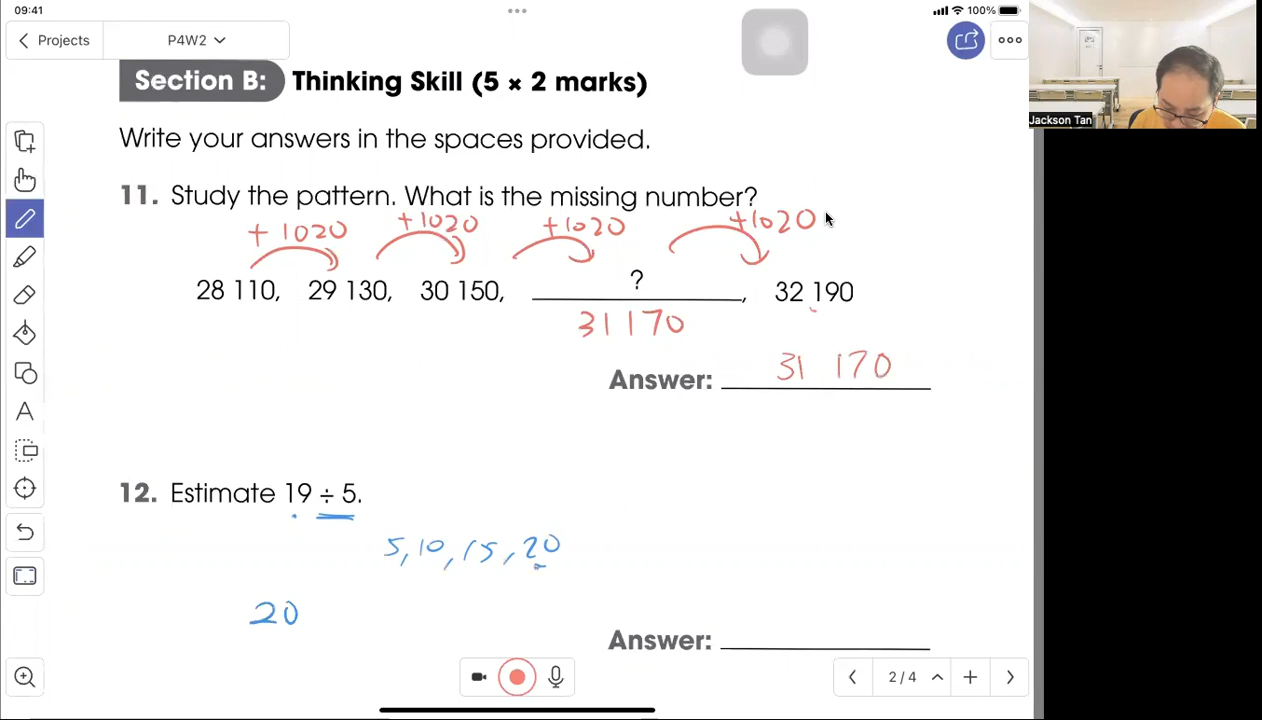 09:41
100%
Projects
P4W2
Section B: Thinking Skill (5 × 2 marks)
Jackson Tan
Write your answers in the spaces provided.
11. Study the pattern. What is the missing number?
+1020 +1020 +1020 +1020
28 110, 29 130, 30 150, ? , 32 190
31 170
Answer: 31 170
12. Estimate 19 ÷ 5.
5, 10, 15, 20
20
Answer:
A
2/4